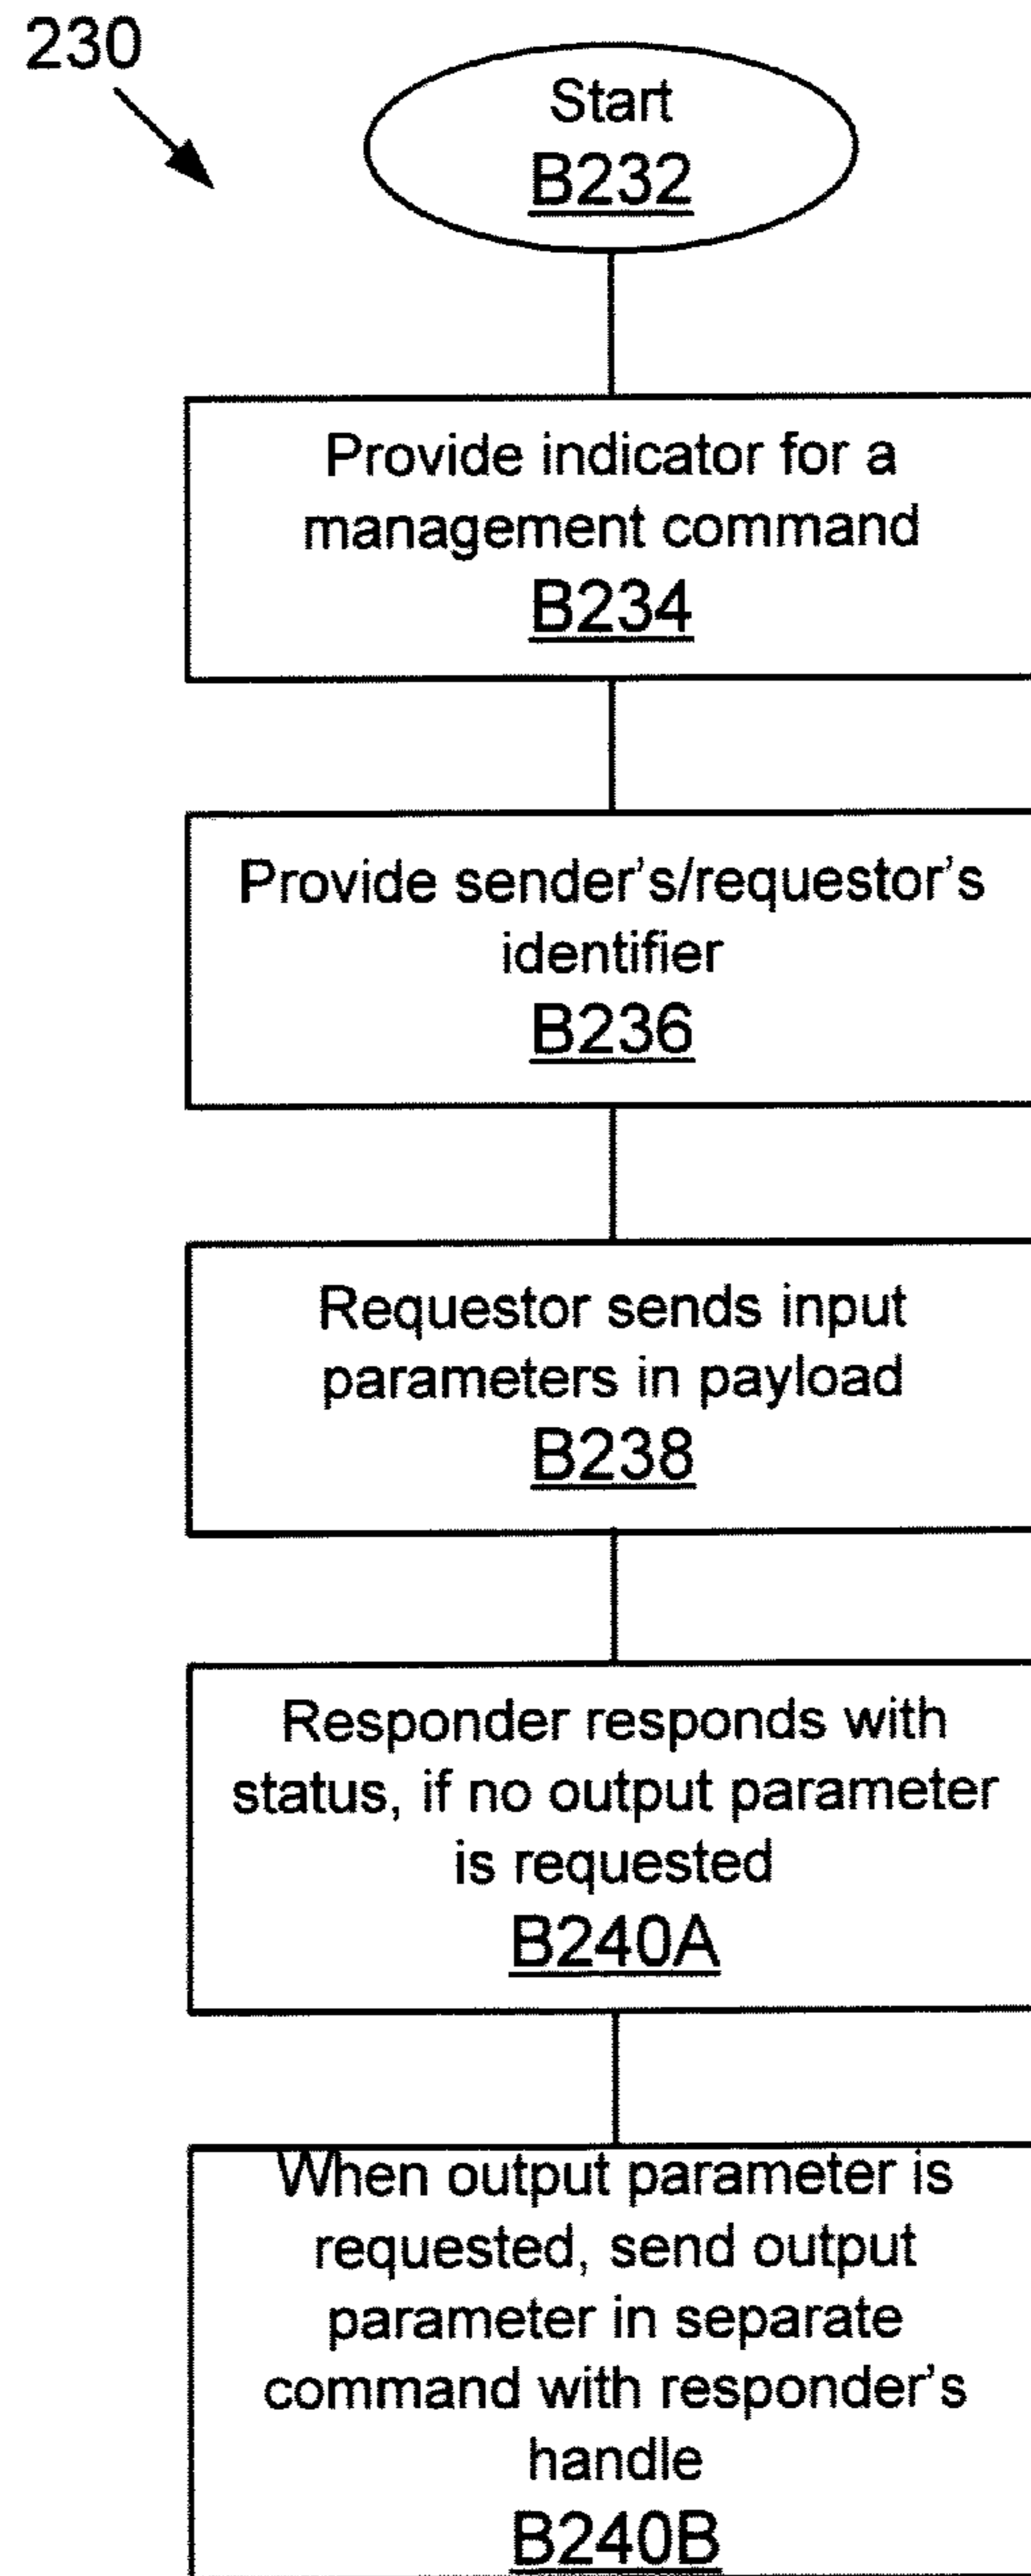 230
Start
B232
Provide indicator for a
management command
B234
Provide sender's/requestor's
identifier
B236
Requestor sends input
parameters in payload
B238
Responder responds with
status, if no output parameter
is requested
B240A
When output parameter is
requested, send output
parameter in separate
command with responder's
handle
B240B